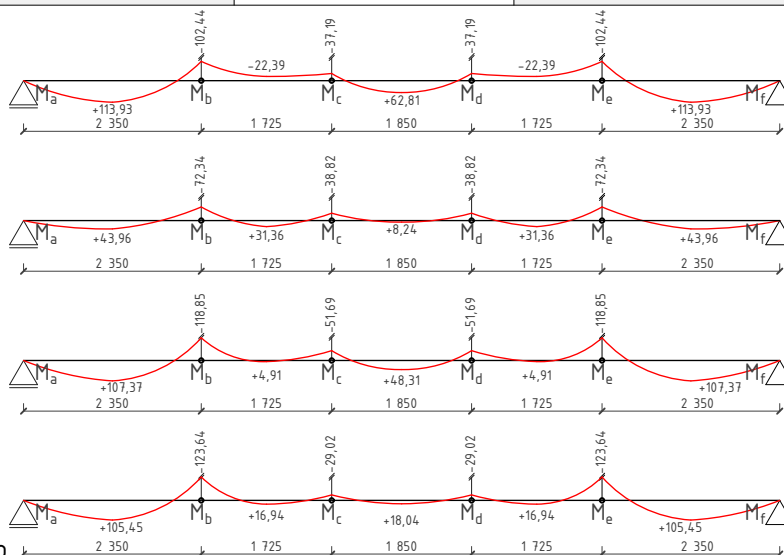 -102,44 -37,19 -37,19 -102,44
-22,39 -22,39
Ma Mb Mc Md Me Mf
+113,93 +62,81 +113,93
2 350 1 725 1 850 1 725 2 350
-72,34 -38,82 -38,82 -72,34
Ma Mb Mc Md Me Mf
+43,96 +31,36 +8,24 +31,36 +43,96
2 350 1 725 1 850 1 725 2 350
-118,85 -51,69 -51,69 -118,85
Ma Mb Mc Md Me Mf
+107,37 +4,91 +48,31 +4,91 +107,37
2 350 1 725 1 850 1 725 2 350
-123,64 -29,02 -29,02 -123,64
Ma Mb Mc Md Me Mf
+105,45 +16,94 +18,04 +16,94 +105,45
2 350 1 725 1 850 1 725 2 350